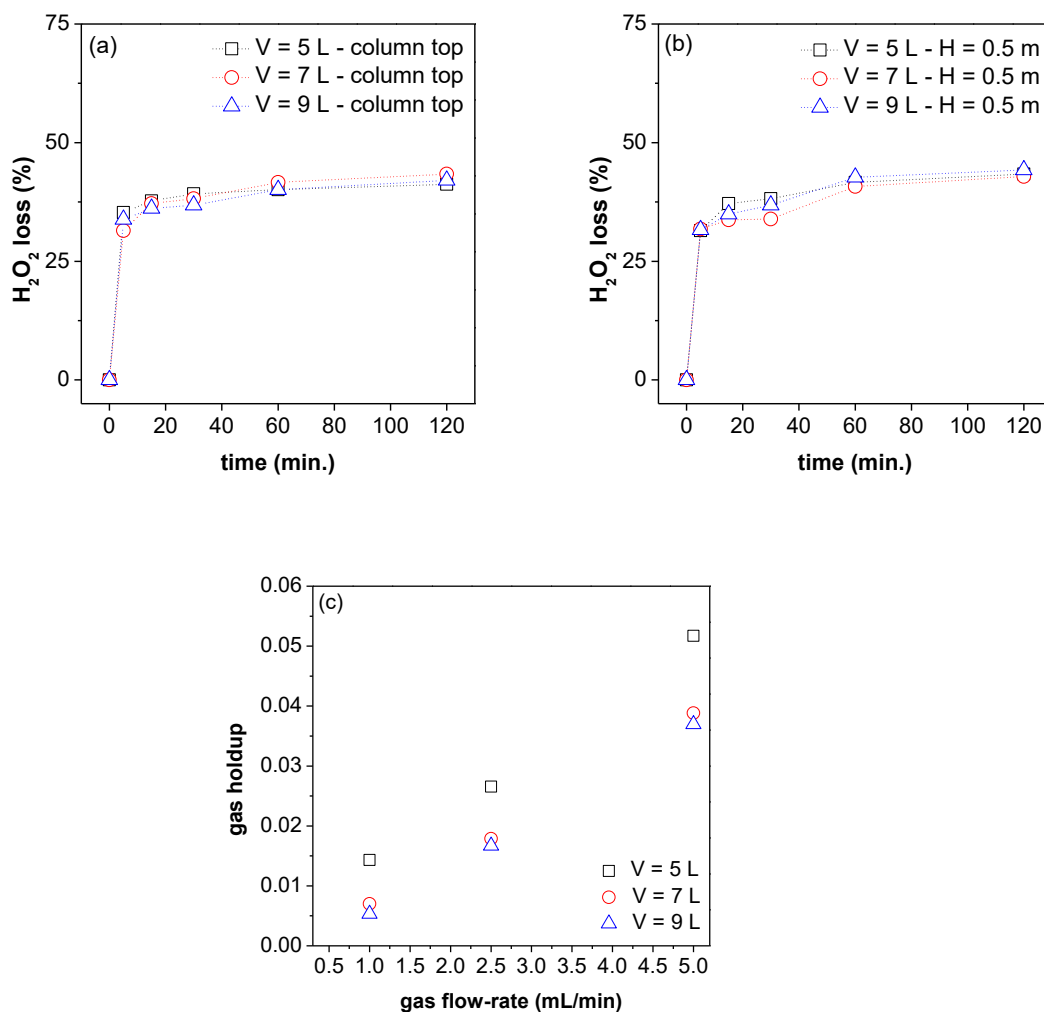 (a)
V = 5 L - column top
V = 7 L - column top
V = 9 L - column top
75
50
25
0
H₂O₂ loss (%)
0 20 40 60 80 100 120
time (min.)
(b)
V = 5 L - H = 0.5 m
V = 7 L - H = 0.5 m
V = 9 L - H = 0.5 m
75
50
25
0
H₂O₂ loss (%)
0 20 40 60 80 100 120
time (min.)
(c)
0.06
0.05
0.04
0.03
0.02
0.01
0.00
gas holdup
V = 5 L
V = 7 L
V = 9 L
0.5 1.0 1.5 2.0 2.5 3.0 3.5 4.0 4.5 5.0
gas flow-rate (mL/min)